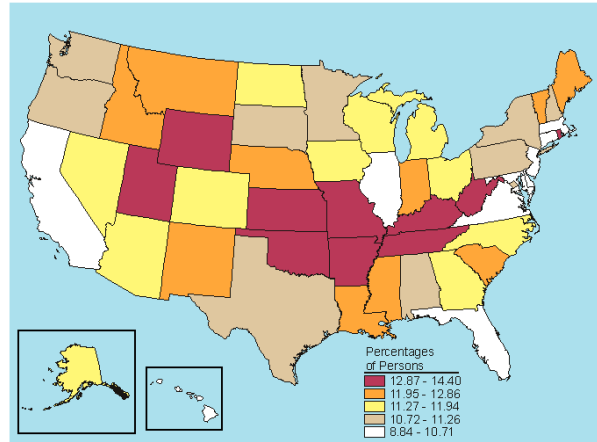 Percentages
of Persons
12.87 - 14.40
11.95 - 12.86
11.27 - 11.94
10.72 - 11.26
8.84 - 10.71